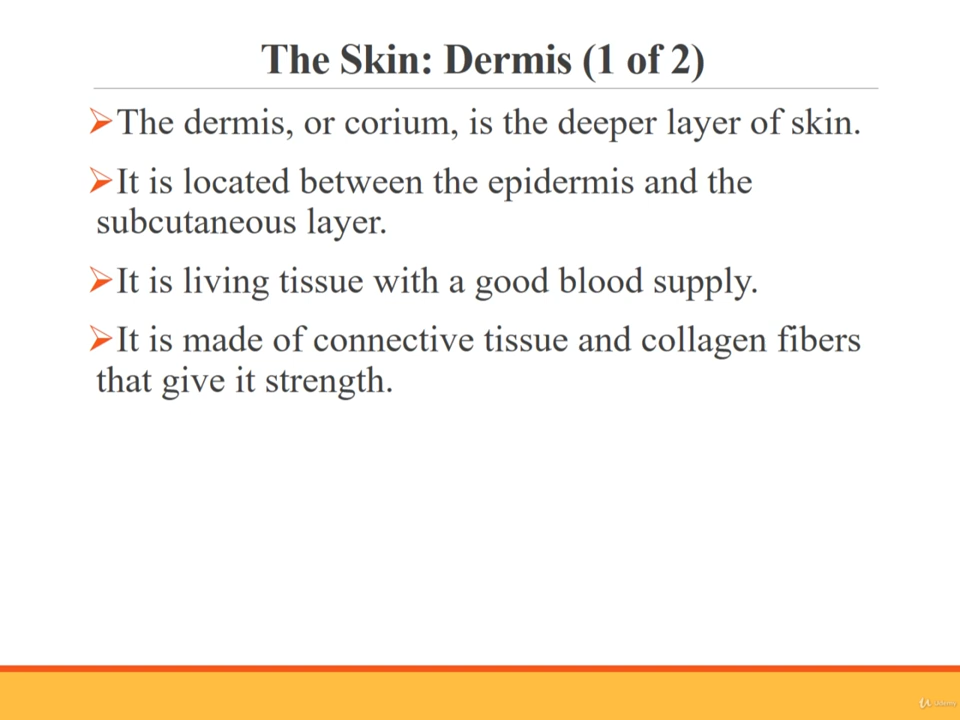 The Skin: Dermis (1 of 2)
The dermis, or corium, is the deeper layer of skin.
It is located between the epidermis and the
subcutaneous layer.
It is living tissue with a good blood supply.
It is made of connective tissue and collagen fibers
that give it strength.
Udemy